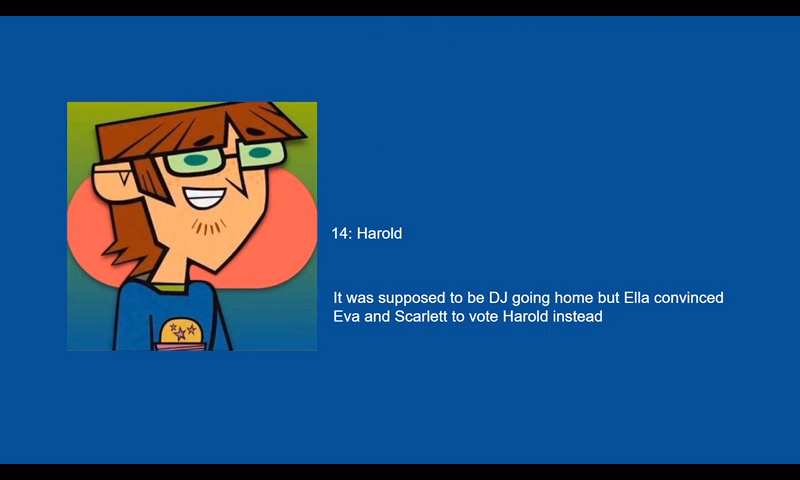 14: Harold
It was supposed to be DJ going home but Ella convinced
Eva and Scarlett to vote Harold instead